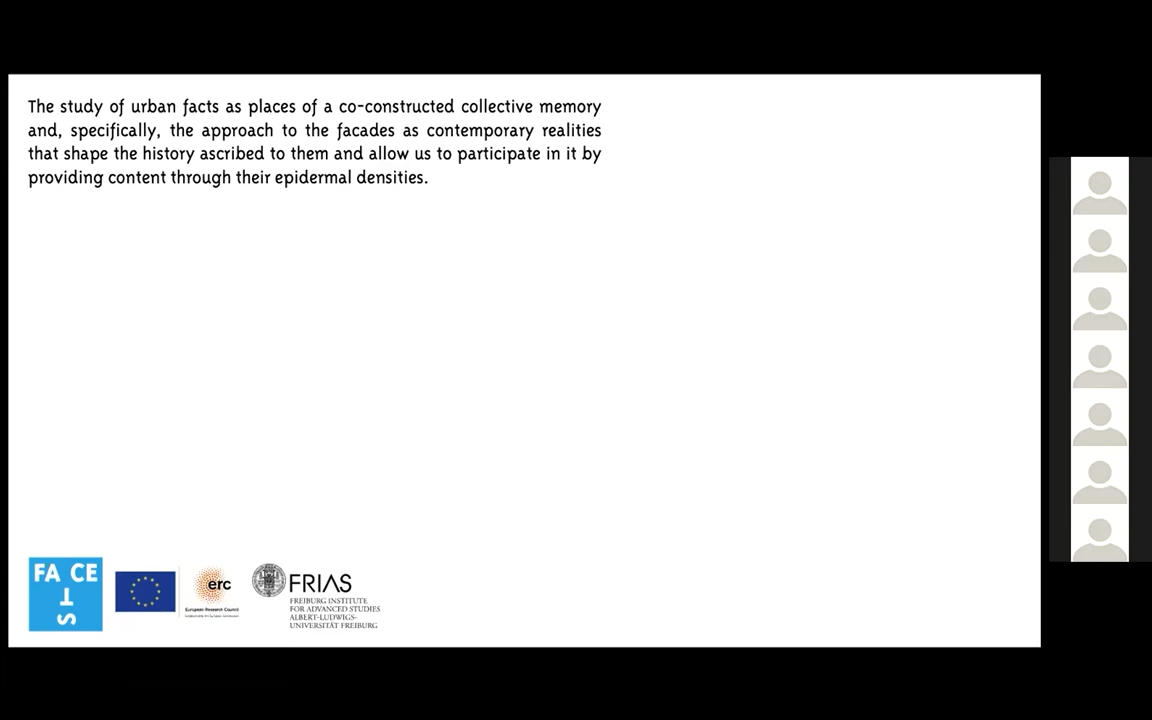 The study of urban facts as places of a co-constructed collective memory
and, specifically, the approach to the facades as contemporary realities
that shape the history ascribed to them and allow us to participate in it by
providing content through their epidermal densities.
FA CE
T
S
erc
European Research Council
FRIAS
FREIBURG INSTITUTE
FOR ADVANCED STUDIES
ALBERT-LUDWIGS-
UNIVERSITÄT FREIBURG